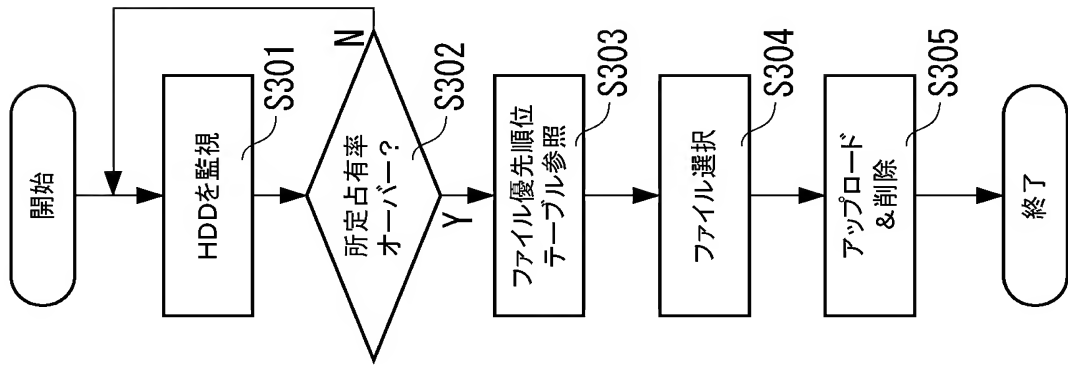 開始
HDDを監視
S301
所定占有率
オーバー?
N
S302
Y
ファイル優先順位
テーブル参照
S303
ファイル選択
S304
アップロード
&削除
S305
終了